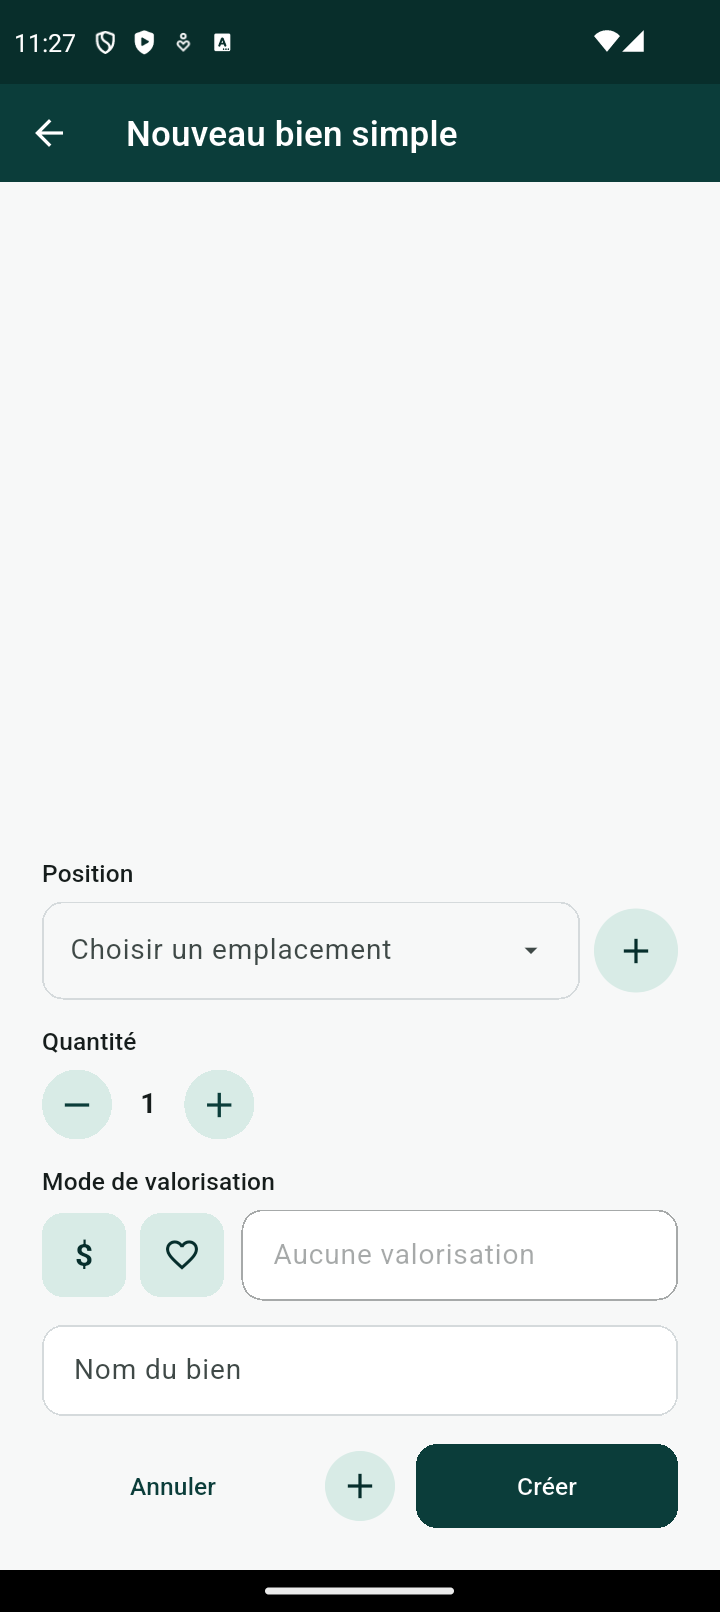 11:27
Nouveau bien simple
Position
Choisir un emplacement
Quantité
1
Mode de valorisation
$
Aucune valorisation
Nom du bien
Annuler
Créer